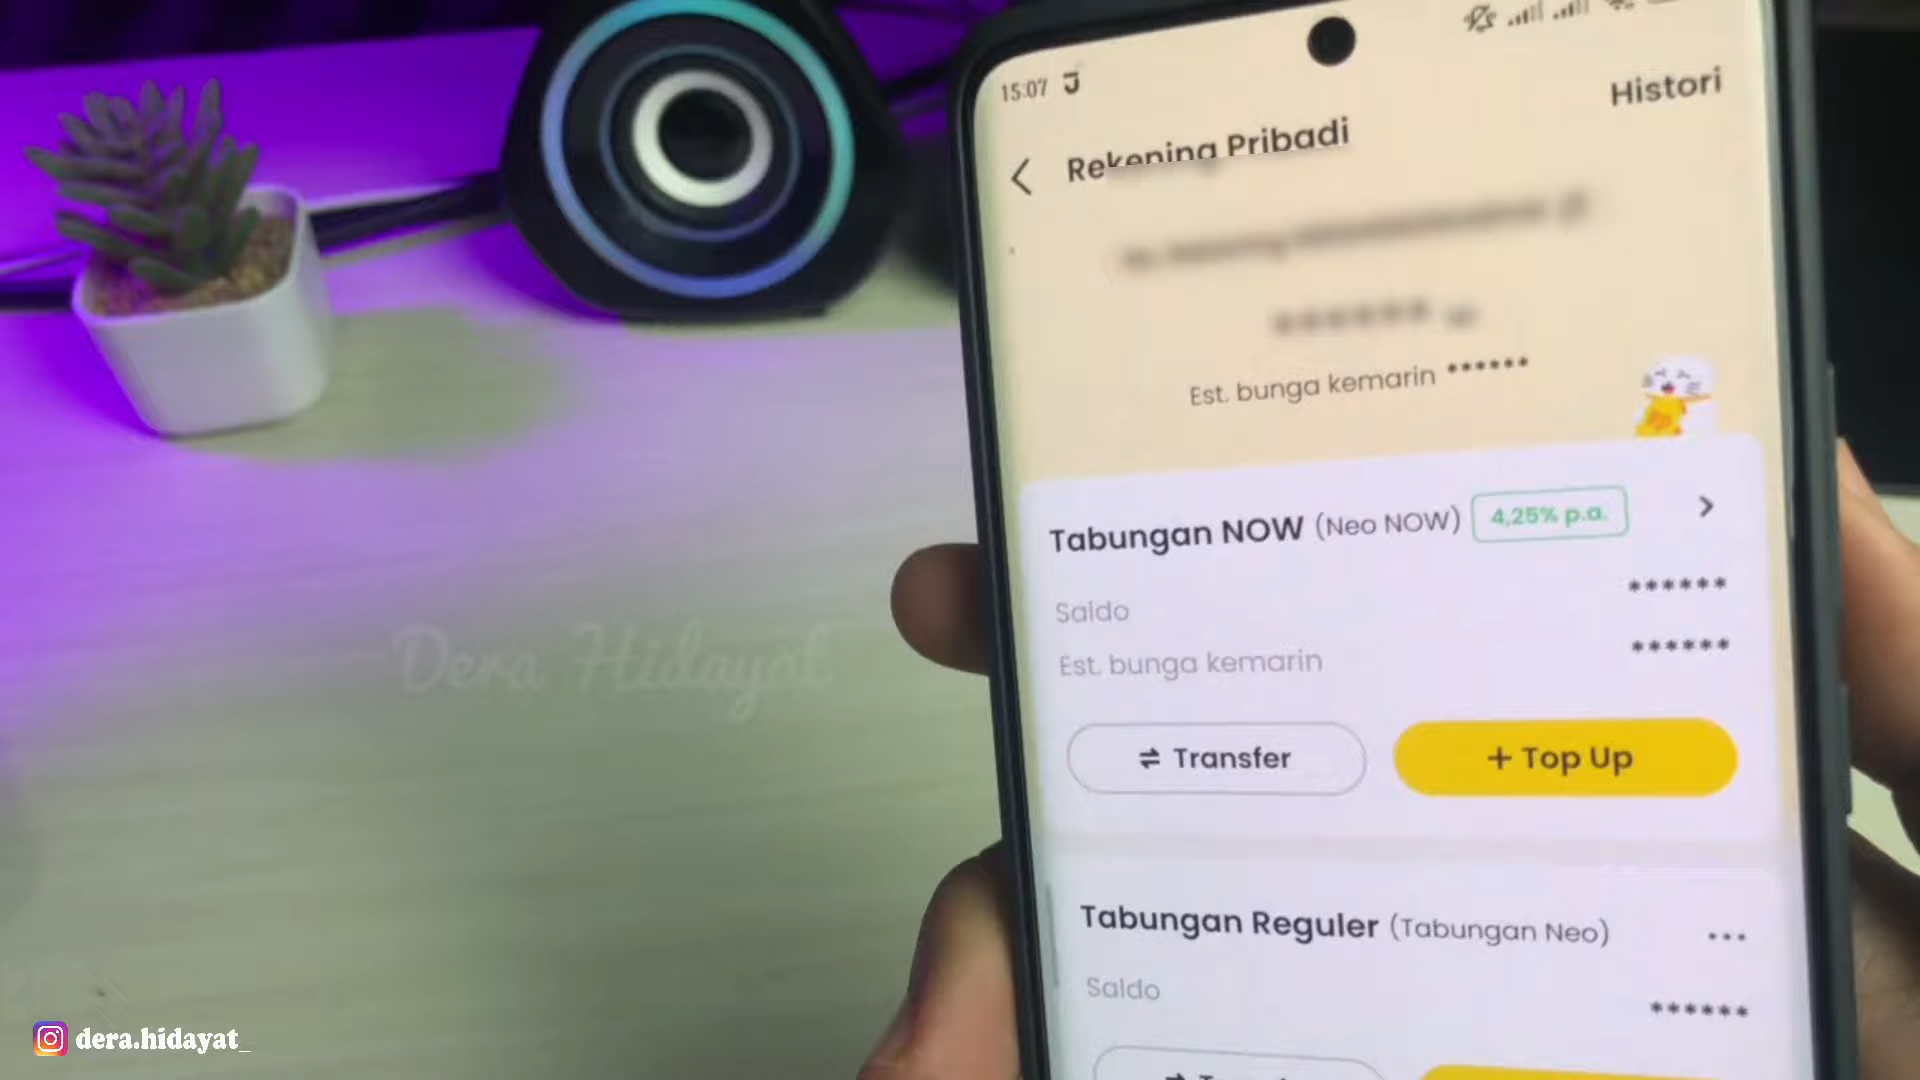 15:07
Histori
Rekening Pribadi
Est. bunga kemarin ******
Tabungan NOW (Neo NOW) 4,25% p.a.
Saldo ******
Est. bunga kemarin ******
Transfer + Top Up
Dera Hidayat
Tabungan Reguler (Tabungan Neo) ...
Saldo ******
dera.hidayat_